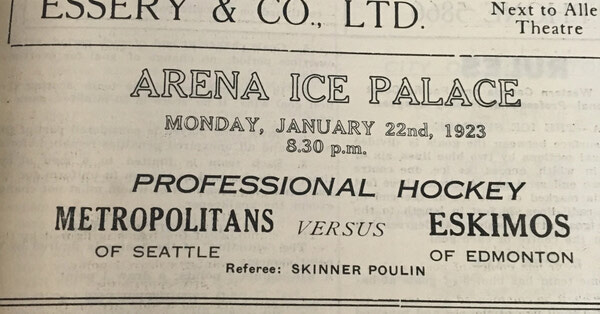 ESSERY & CO., LTD.
Next to Alle
Theatre
ARENA ICE PALACE
MONDAY, JANUARY 22nd, 1923
8.30 p.m.
PROFESSIONAL HOCKEY
METROPOLITANS VERSUS ESKIMOS
OF SEATTLE OF EDMONTON
Referee: SKINNER POULIN